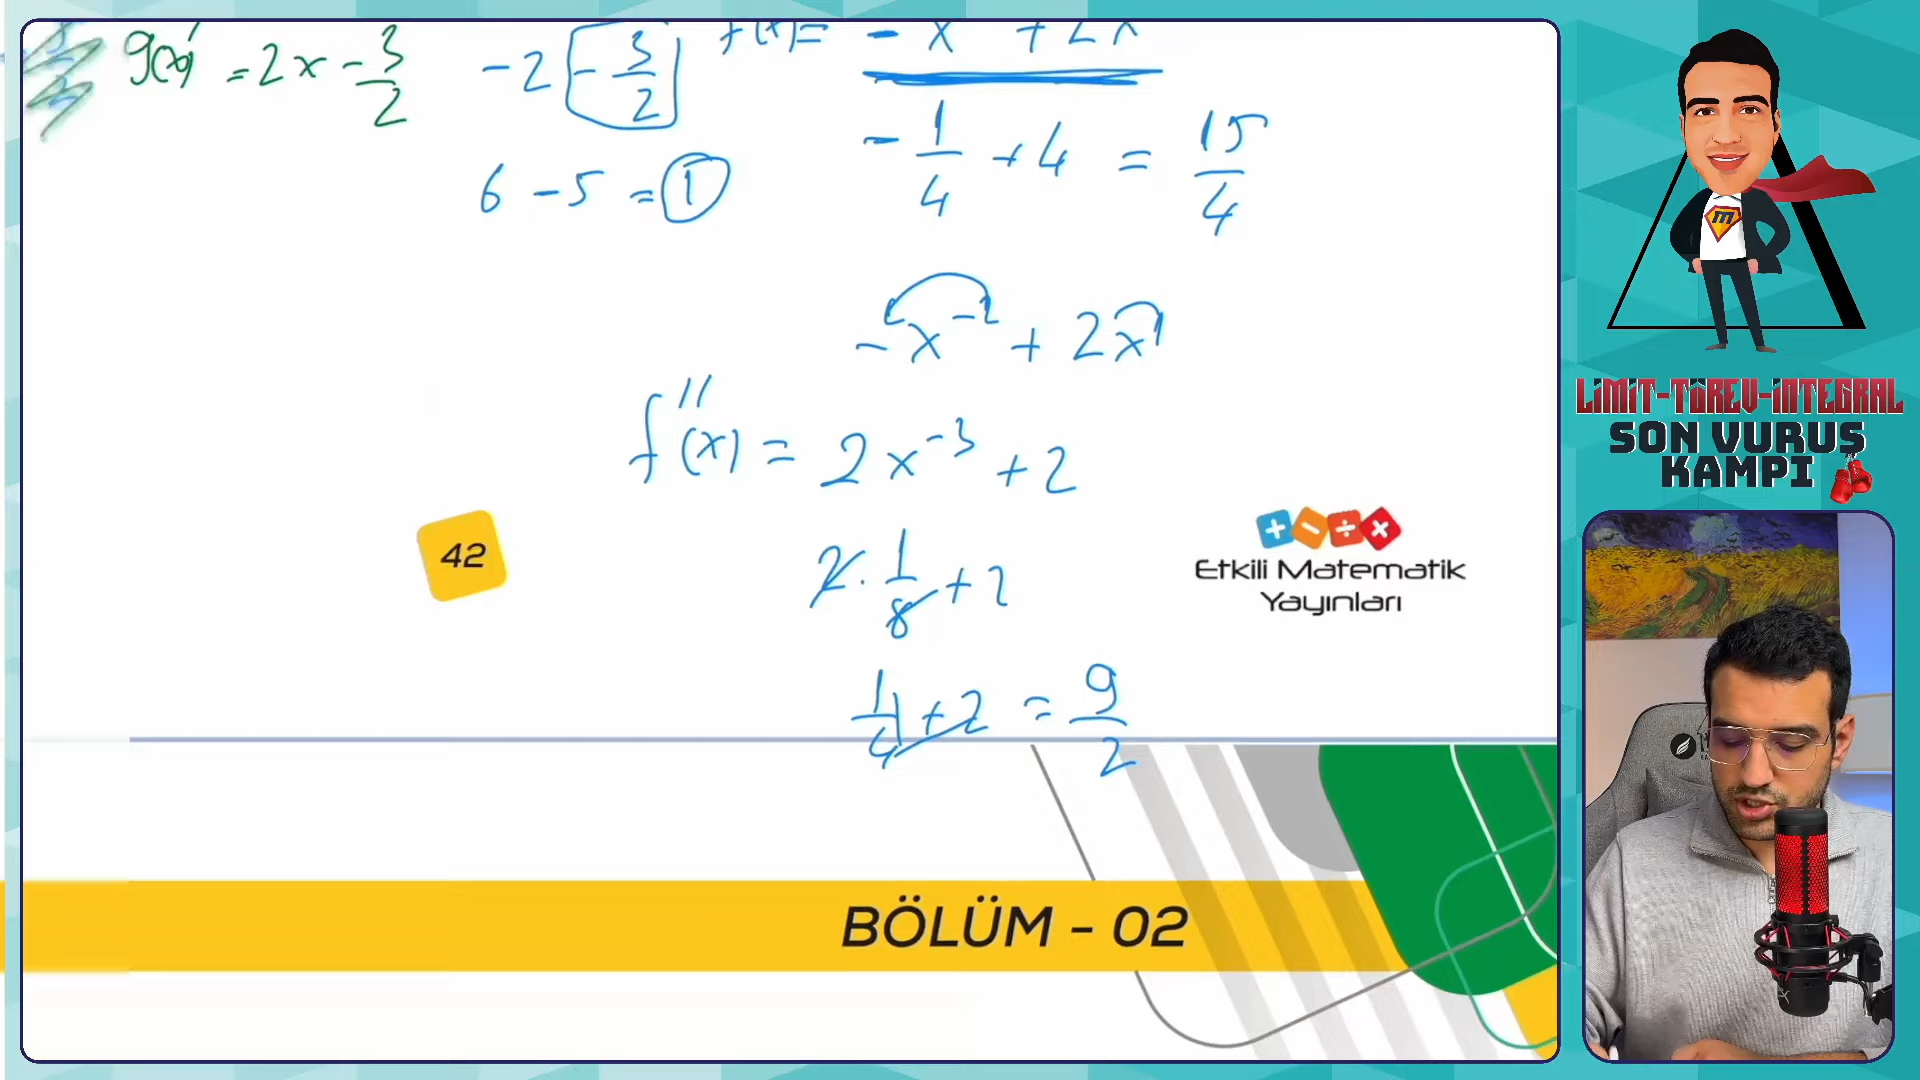 g(x)' = 2x - 3/2
-2 - 3/2
6 - 5 = 1
f'(x) = - x + 2x
- 1/4 + 4 = 15/4
-x⁻² + 2x¹
f''(x) = 2x⁻³ + 2
2 · 1/8 + 2
1/4 + 2 = 9/2
42
+ - ÷ ×
Etkili Matematik
Yayınları
BÖLÜM - 02
m
LİMİT-TÜREV-İNTEGRAL
SON VURUŞ
KAMPI